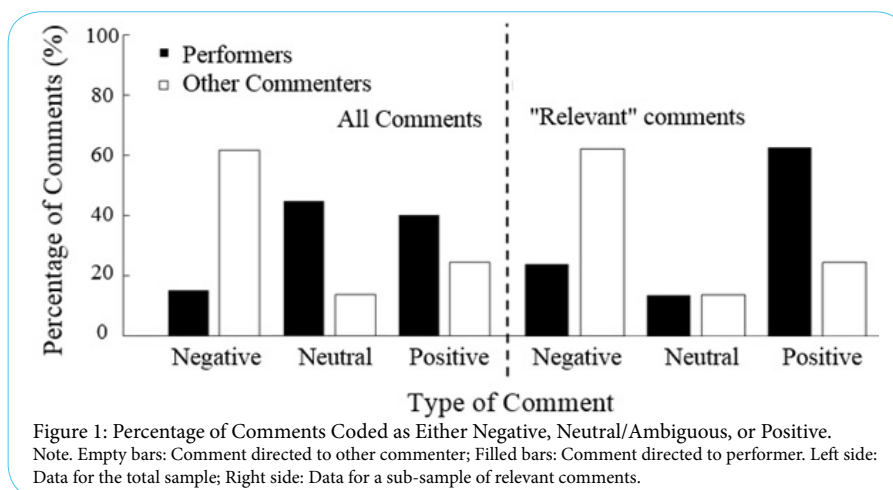 Percentage of Comments (%)
100
80
60
40
20
0
■ Performers
□ Other Commenters
All Comments
"Relevant" comments
Negative Neutral Positive Negative Neutral Positive
Type of Comment
Figure 1: Percentage of Comments Coded as Either Negative, Neutral/Ambiguous, or Positive.
Note. Empty bars: Comment directed to other commenter; Filled bars: Comment directed to performer. Left side:
Data for the total sample; Right side: Data for a sub-sample of relevant comments.